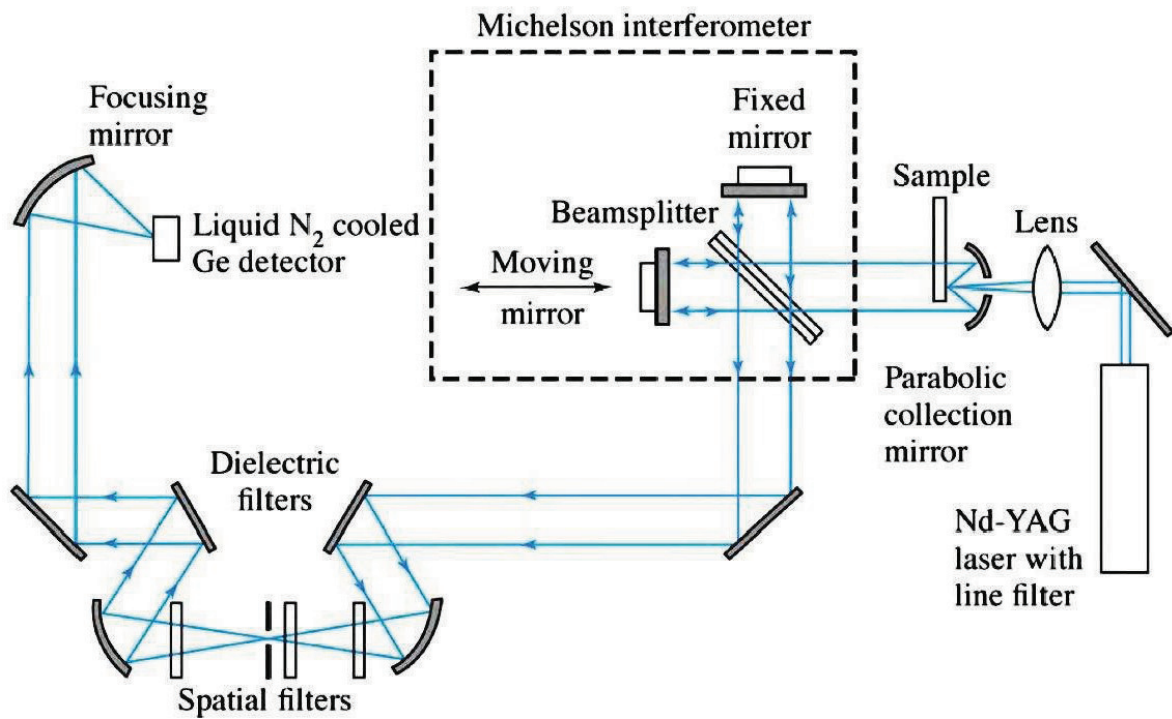 Michelson interferometer
Focusing
mirror
Fixed
mirror
Sample
Beamsplitter
Lens
Liquid N₂ cooled
Ge detector
Moving
mirror
Parabolic
collection
mirror
Dielectric
filters
Nd-YAG
laser with
line filter
Spatial filters